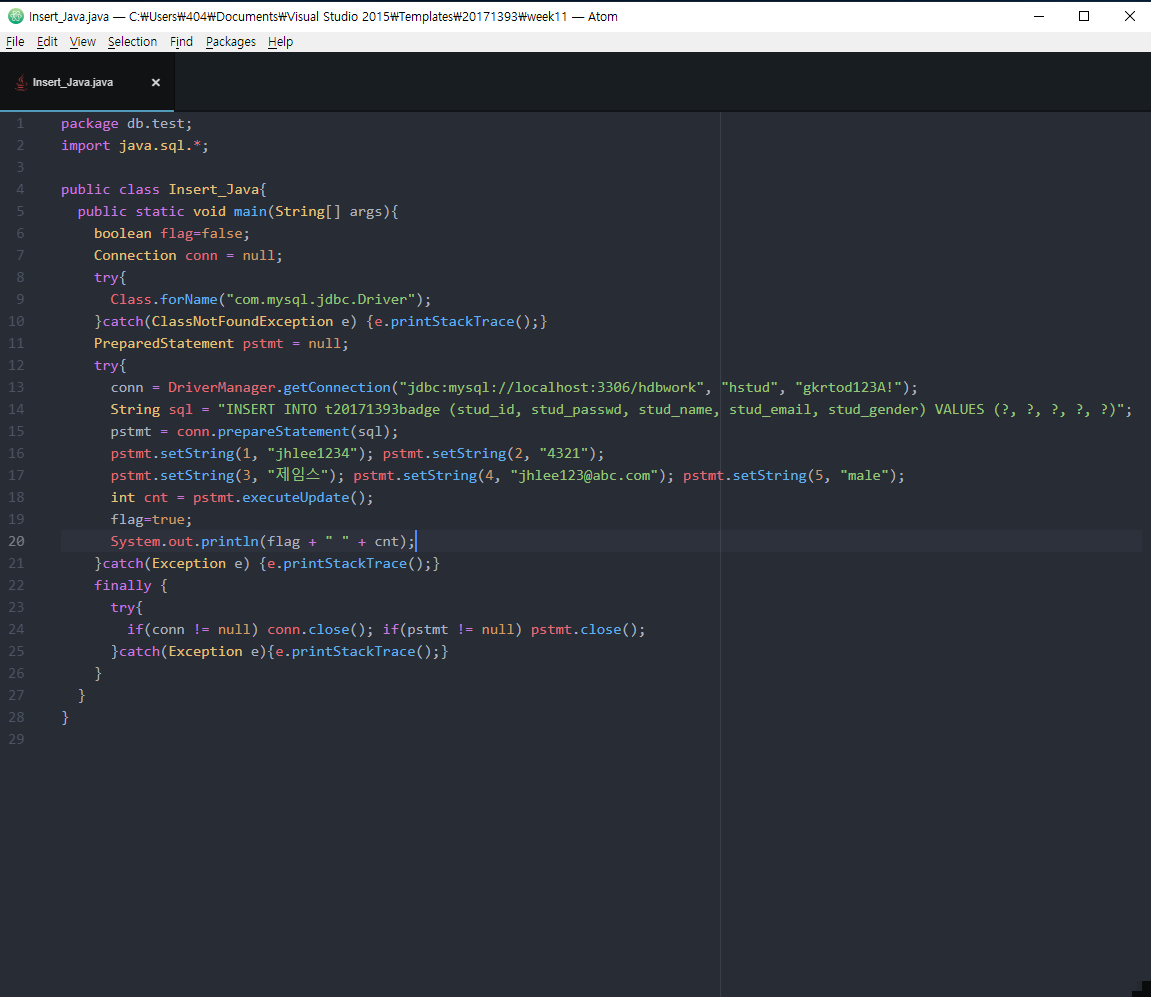 Insert_Java.java — C:₩Users₩404₩Documents₩Visual Studio 2015₩Templates₩20171393₩week11 — Atom
File Edit View Selection Find Packages Help
Insert_Java.java
1 package db.test;
2 import java.sql.*;
3
4 public class Insert_Java{
5 public static void main(String[] args){
6 boolean flag=false;
7 Connection conn = null;
8 try{
9 Class.forName("com.mysql.jdbc.Driver");
10 }catch(ClassNotFoundException e) {e.printStackTrace();}
11 PreparedStatement pstmt = null;
12 try{
13 conn = DriverManager.getConnection("jdbc:mysql://localhost:3306/hdbwork", "hstud", "gkrtod123A!");
14 String sql = "INSERT INTO t20171393badge (stud_id, stud_passwd, stud_name, stud_email, stud_gender) VALUES (?, ?, ?, ?, ?)";
15 pstmt = conn.prepareStatement(sql);
16 pstmt.setString(1, "jhlee1234"); pstmt.setString(2, "4321");
17 pstmt.setString(3, "제임스"); pstmt.setString(4, "jhlee123@abc.com"); pstmt.setString(5, "male");
18 int cnt = pstmt.executeUpdate();
19 flag=true;
20 System.out.println(flag + " " + cnt);
21 }catch(Exception e) {e.printStackTrace();}
22 finally {
23 try{
24 if(conn != null) conn.close(); if(pstmt != null) pstmt.close();
25 }catch(Exception e){e.printStackTrace();}
26 }
27 }
28 }
29